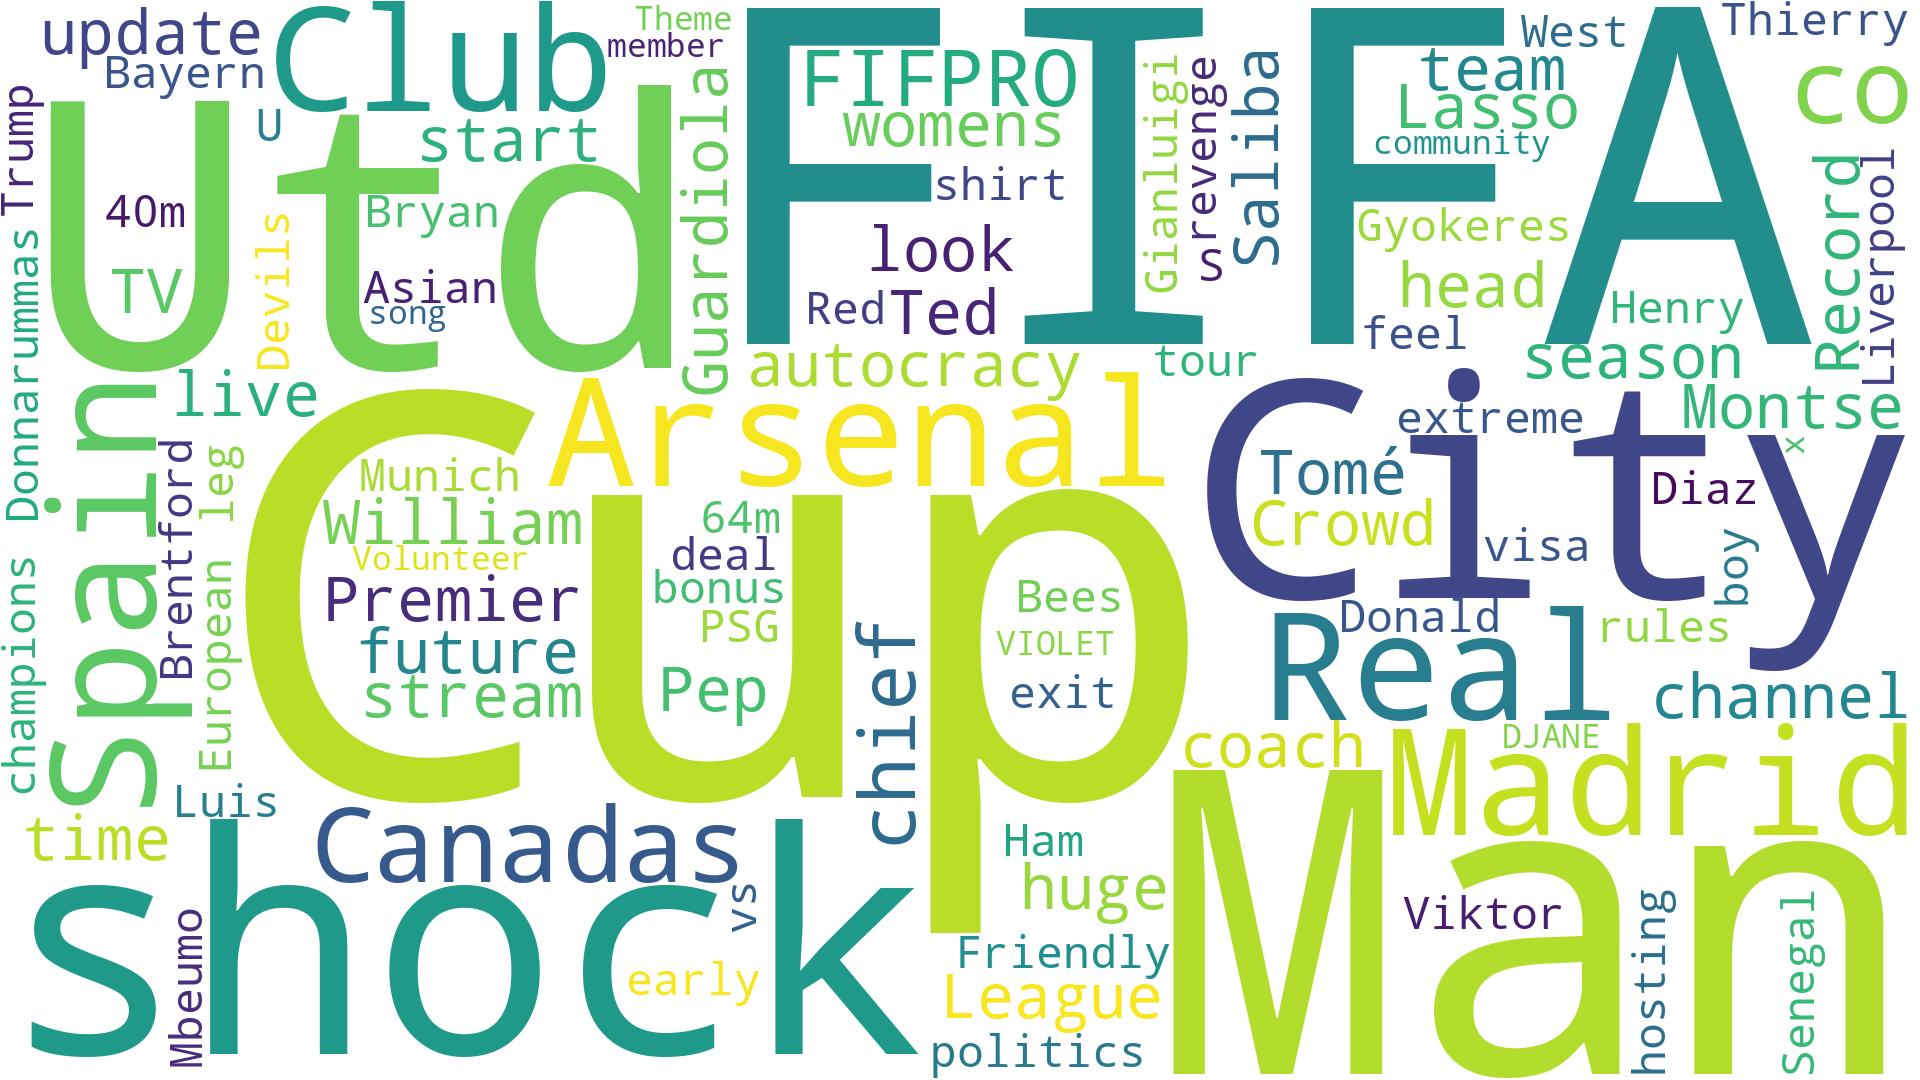 update
Bayern
Club
Theme
member
FIFA
FIFPRO
womens
West
team
Lasso
community
Thierry
co
Trump
Utd
U
start
Guardiola
shirt
Gianluigi
revenge
S
Saliba
Record
Liverpool
40m
TV
Devils
Bryan
Asian
song
look
Red
Ted
Gyokeres
head
Henry
feel
season
Donnarummas
Spain
live
autocracy
tour
Arsenal
City
extreme
Montse
x
Brentford
European leg
Munich
William
Volunteer
Premier
future
stream
Cup
64m
deal
bonus
PSG
Pep
chief
Bees
VIOLET
exit
Tomé
Crowd
visa
Diaz
boy
Donald
rules
Real
channel
champions
Luis
time
Canadas
shock
vs
early
Mbeumo
coach
DJANE
Madrid
Ham
huge
Man
Viktor
hosting
Senegal
Friendly
League
politics